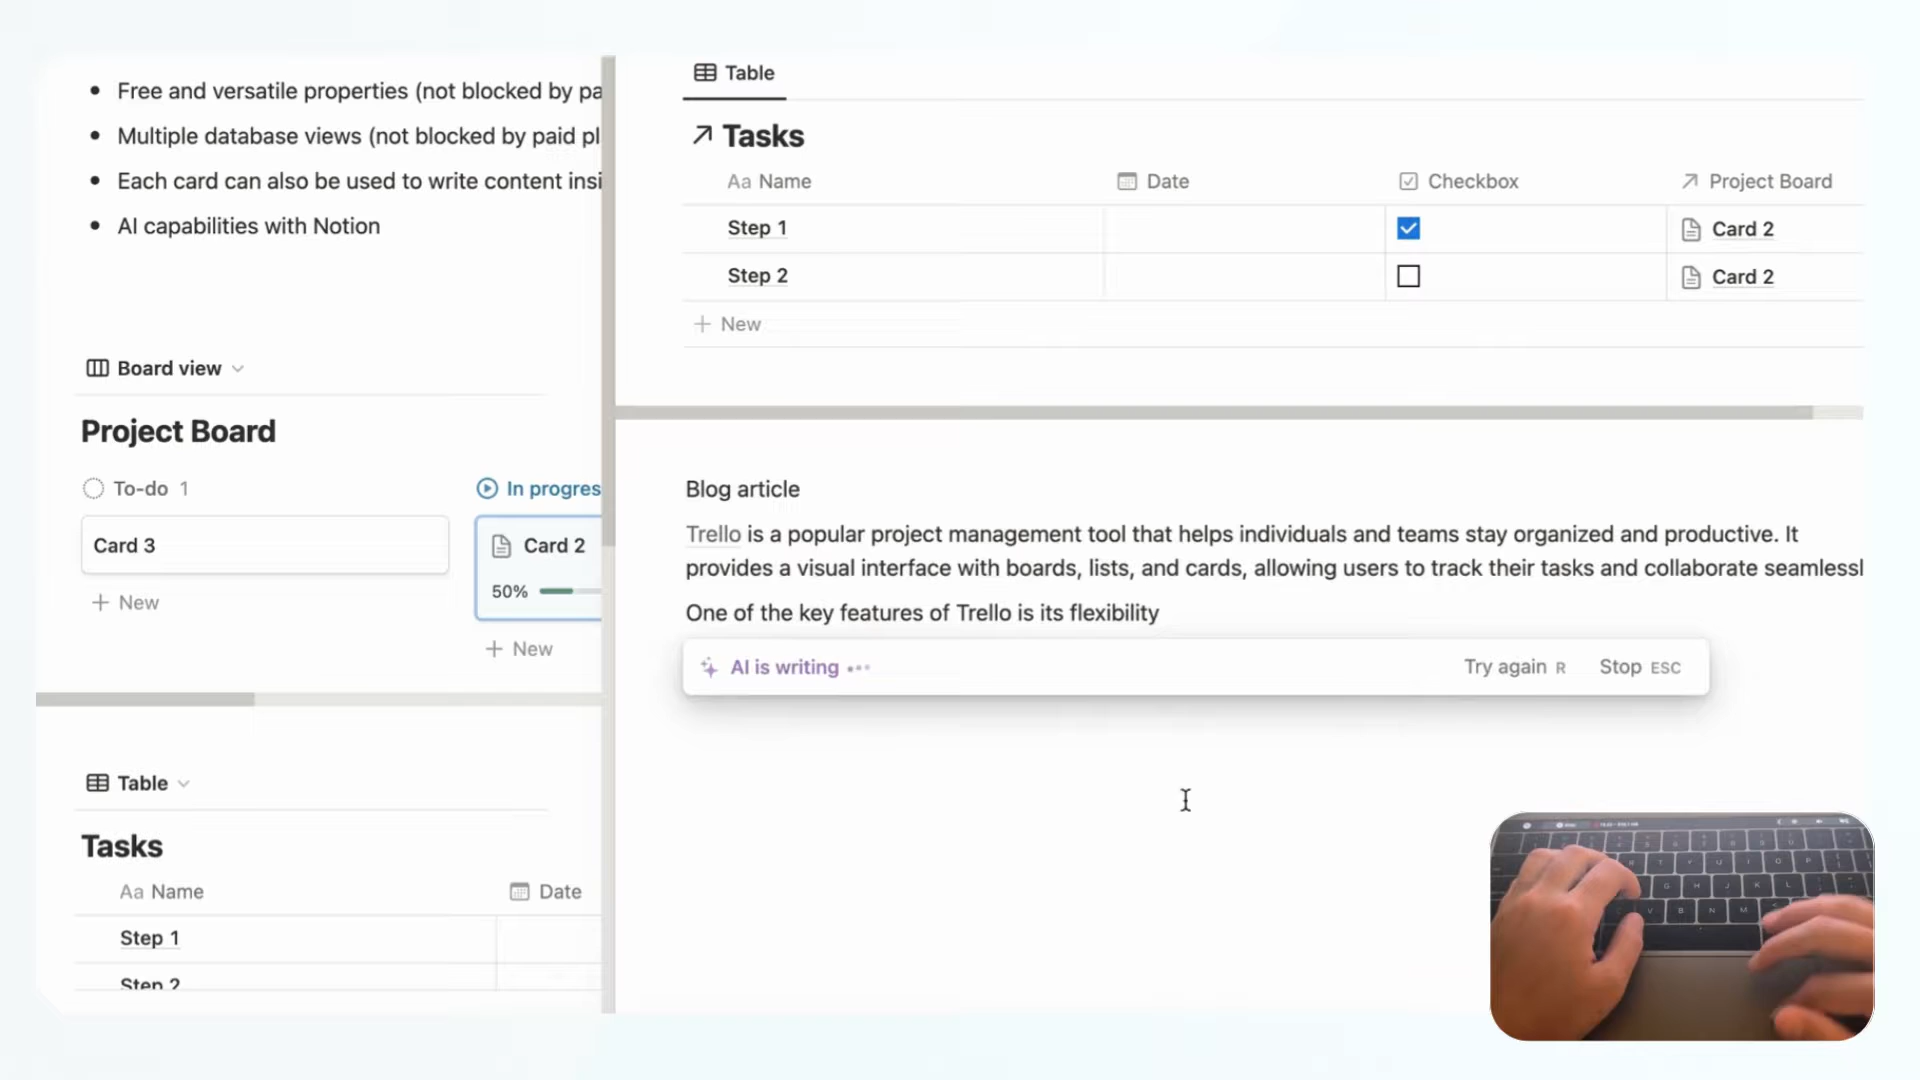 Free and versatile properties (not blocked by pa
Multiple database views (not blocked by paid pl
Each card can also be used to write content insi
AI capabilities with Notion
Board view
Project Board
To-do 1
In progres
Card 3
Card 2
50%
+ New
+ New
Table
Tasks
Aa Name
Date
Step 1
Step 2
Table
Tasks
Aa Name
Date
Checkbox
Project Board
Step 1
Card 2
Step 2
Card 2
+ New
Blog article
Trello is a popular project management tool that helps individuals and teams stay organized and productive. It
provides a visual interface with boards, lists, and cards, allowing users to track their tasks and collaborate seamlessl
One of the key features of Trello is its flexibility
AI is writing
Try again R
Stop ESC